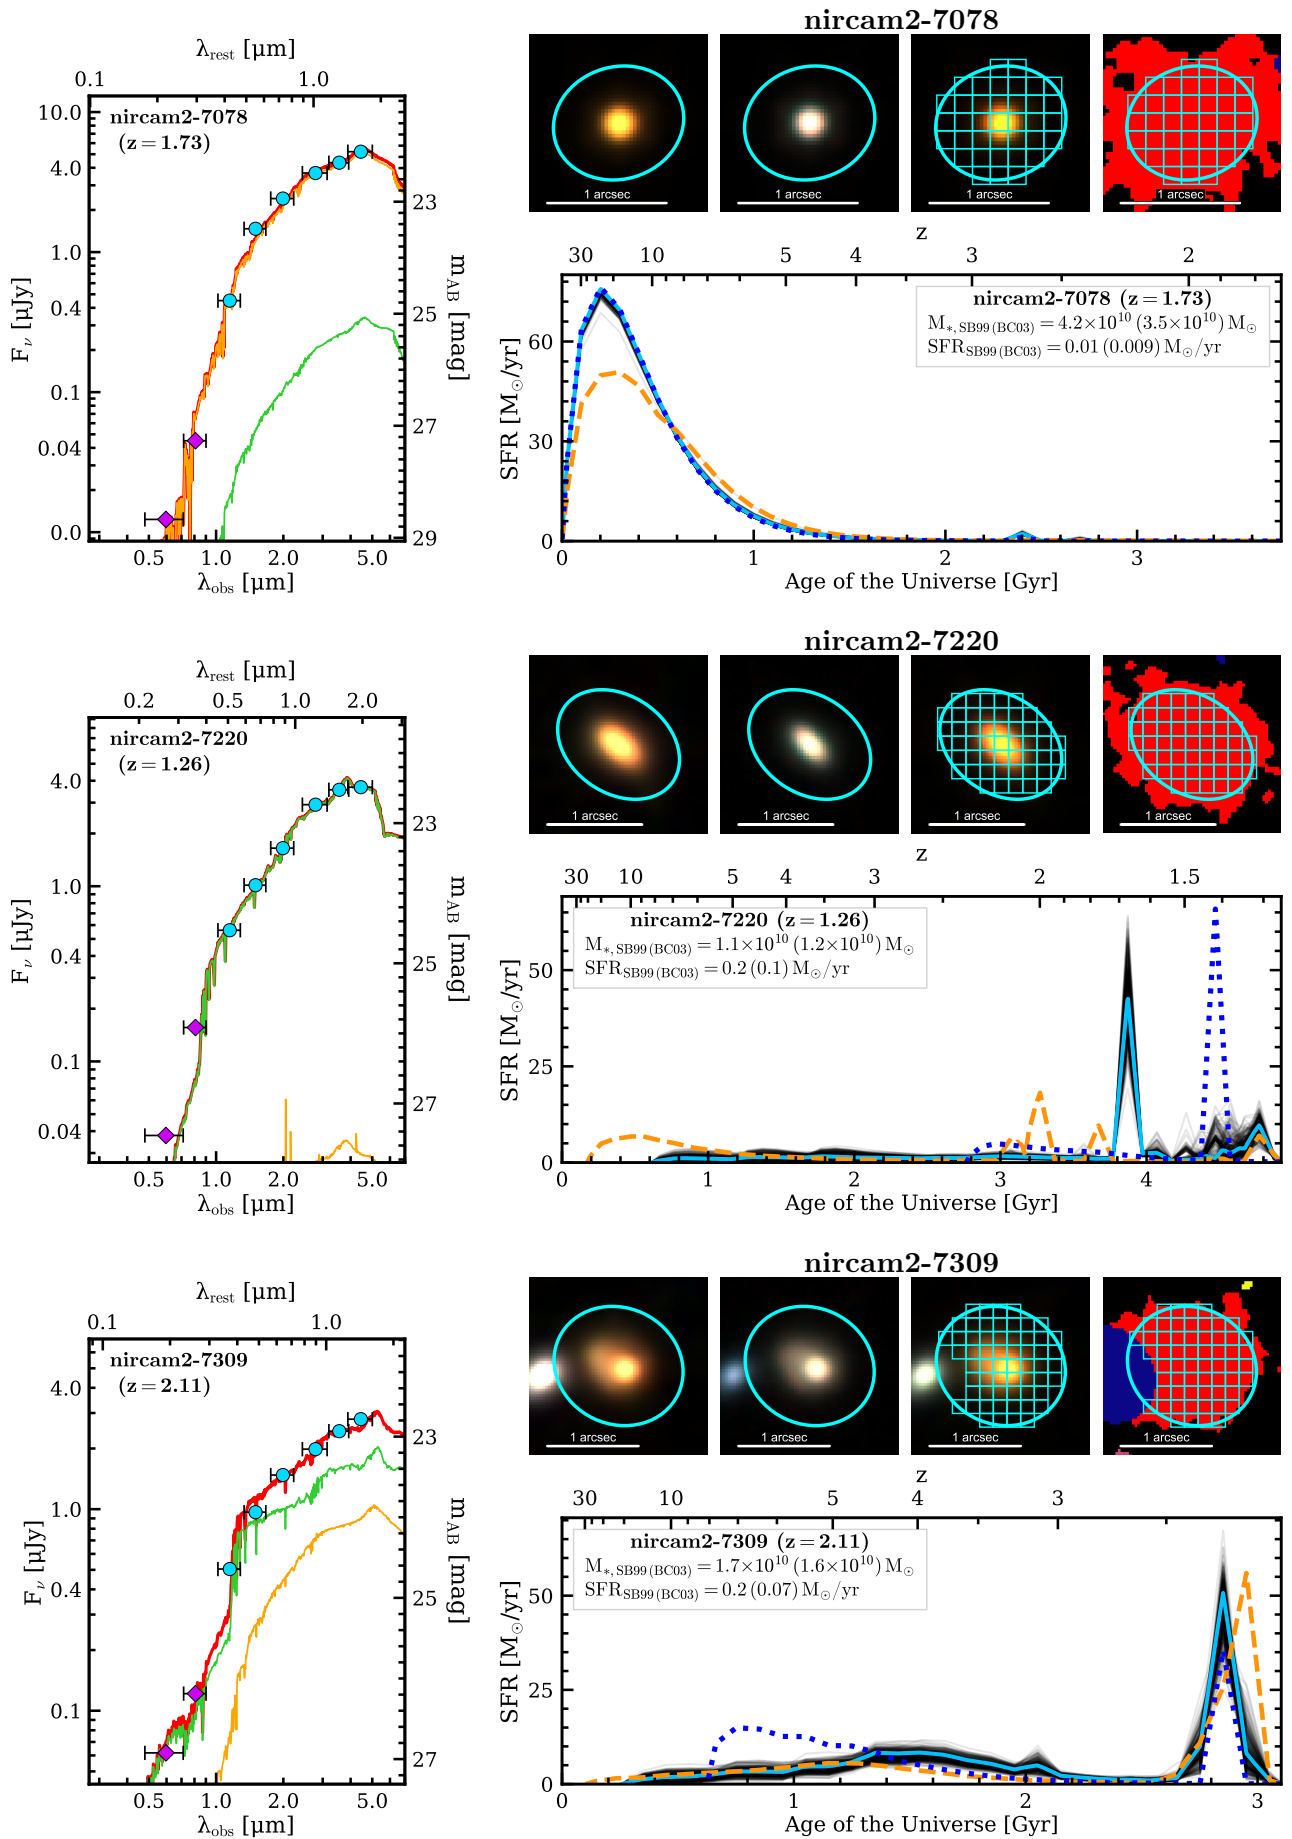 nircam2-7078
λrest [µm]
0.1 1.0
nircam2-7078
(z = 1.73)
10.0
4.0
1.0
0.4
0.1
0.04
0.0
Fν [µJy]
23
25
27
29
mAB [mag]
0.5 1.0 2.0 5.0
λobs [µm]
1 arcsec 1 arcsec 1 arcsec 1 arcsec
z
30 10 5 4 3 2
nircam2-7078 (z = 1.73)
M*,SB99 (BC03) = 4.2×10^10 (3.5×10^10) M⊙
SFRSB99 (BC03) = 0.01 (0.009) M⊙/yr
SFR [M⊙/yr]
60
30
0
0 1 2 3
Age of the Universe [Gyr]
nircam2-7220
λrest [µm]
0.2 0.5 1.0 2.0
nircam2-7220
(z = 1.26)
4.0
1.0
0.4
0.1
0.04
Fν [µJy]
23
25
27
mAB [mag]
0.5 1.0 2.0 5.0
λobs [µm]
1 arcsec 1 arcsec 1 arcsec 1 arcsec
z
30 10 5 4 3 2 1.5
nircam2-7220 (z = 1.26)
M*,SB99 (BC03) = 1.1×10^10 (1.2×10^10) M⊙
SFRSB99 (BC03) = 0.2 (0.1) M⊙/yr
SFR [M⊙/yr]
50
25
0
0 1 2 3 4
Age of the Universe [Gyr]
nircam2-7309
λrest [µm]
0.1 1.0
nircam2-7309
(z = 2.11)
4.0
1.0
0.4
0.1
Fν [µJy]
23
25
27
mAB [mag]
0.5 1.0 2.0 5.0
λobs [µm]
1 arcsec 1 arcsec 1 arcsec 1 arcsec
z
30 10 5 4 3
nircam2-7309 (z = 2.11)
M*,SB99 (BC03) = 1.7×10^10 (1.6×10^10) M⊙
SFRSB99 (BC03) = 0.2 (0.07) M⊙/yr
SFR [M⊙/yr]
50
25
0
0 1 2 3
Age of the Universe [Gyr]